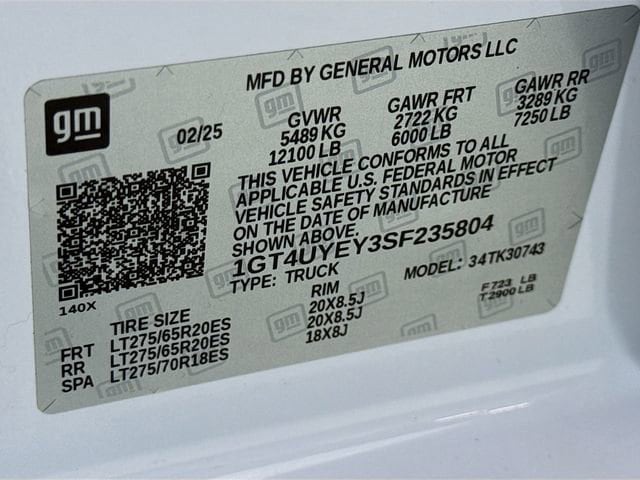 MFD BY GENERAL MOTORS LLC
gm
02/25
GVWR GAWR FRT GAWR RR
5489 KG 2722 KG 3289 KG
12100 LB 6000 LB 7250 LB
THIS VEHICLE CONFORMS TO ALL
APPLICABLE U.S. FEDERAL MOTOR
VEHICLE SAFETY STANDARDS IN EFFECT
ON THE DATE OF MANUFACTURE
SHOWN ABOVE.
1GT4UYEY3SF235804
TYPE: TRUCK MODEL: 34TK30743
140X
TIRE SIZE RIM F 723 LB
FRT LT275/65R20ES 20X8.5J T2900 LB
RR LT275/65R20ES 20X8.5J
SPA LT275/70R18ES 18X8J